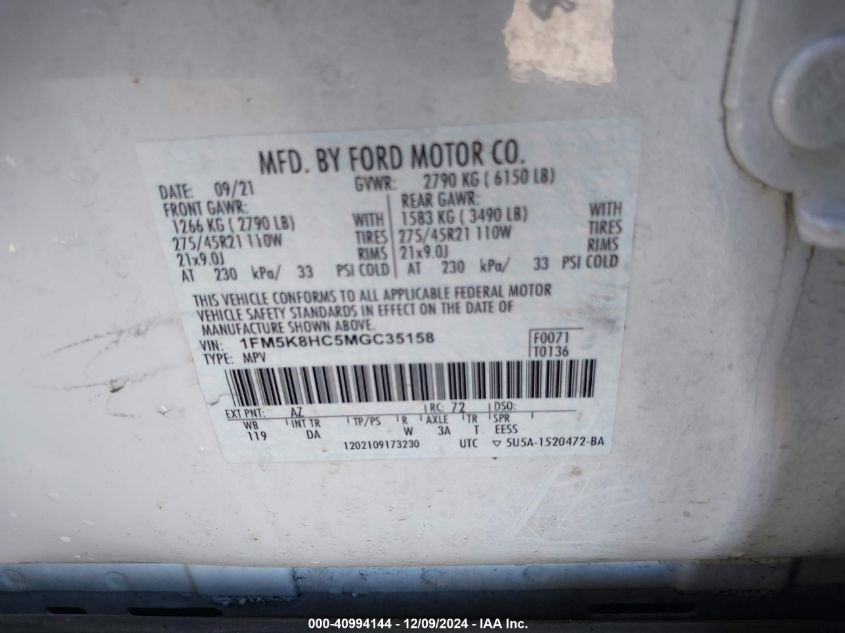 MFD. BY FORD MOTOR CO.
DATE: 09/21 GVWR: 2790 KG ( 6150 LB)
FRONT GAWR: REAR GAWR:
1266 KG ( 2790 LB) WITH 1583 KG ( 3490 LB) WITH
275/45R21 110W TIRES 275/45R21 110W TIRES
21x9.0J RIMS 21x9.0J RIMS
AT 230 kPa/ 33 PSI COLD AT 230 kPa/ 33 PSI COLD
THIS VEHICLE CONFORMS TO ALL APPLICABLE FEDERAL MOTOR
VEHICLE SAFETY STANDARDS IN EFFECT ON THE DATE OF
MANUFACTURE SHOWN ABOVE.
VIN: 1FM5K8HC5MGC35158 F0071
TYPE: MPV T0136
EXT PNT: AZ RC: 72 DSO:
WB INT TR TP/PS R AXLE TR SPR
119 DA W 3A T EESS
1202109173230 UTC ▽ 5U5A-1520472-BA
000-40994144 - 12/09/2024 - IAA Inc.